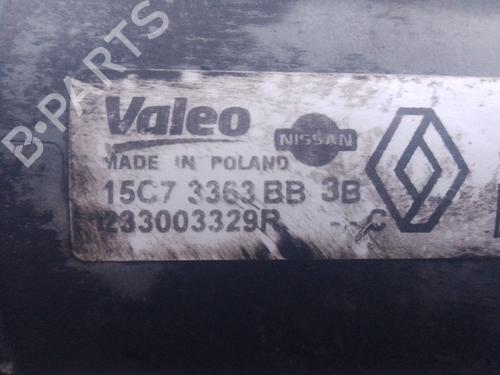 B-PARTS
Valeo
NISSAN
MADE IN POLAND
15C7 3363 BB 3B
233003329R --C